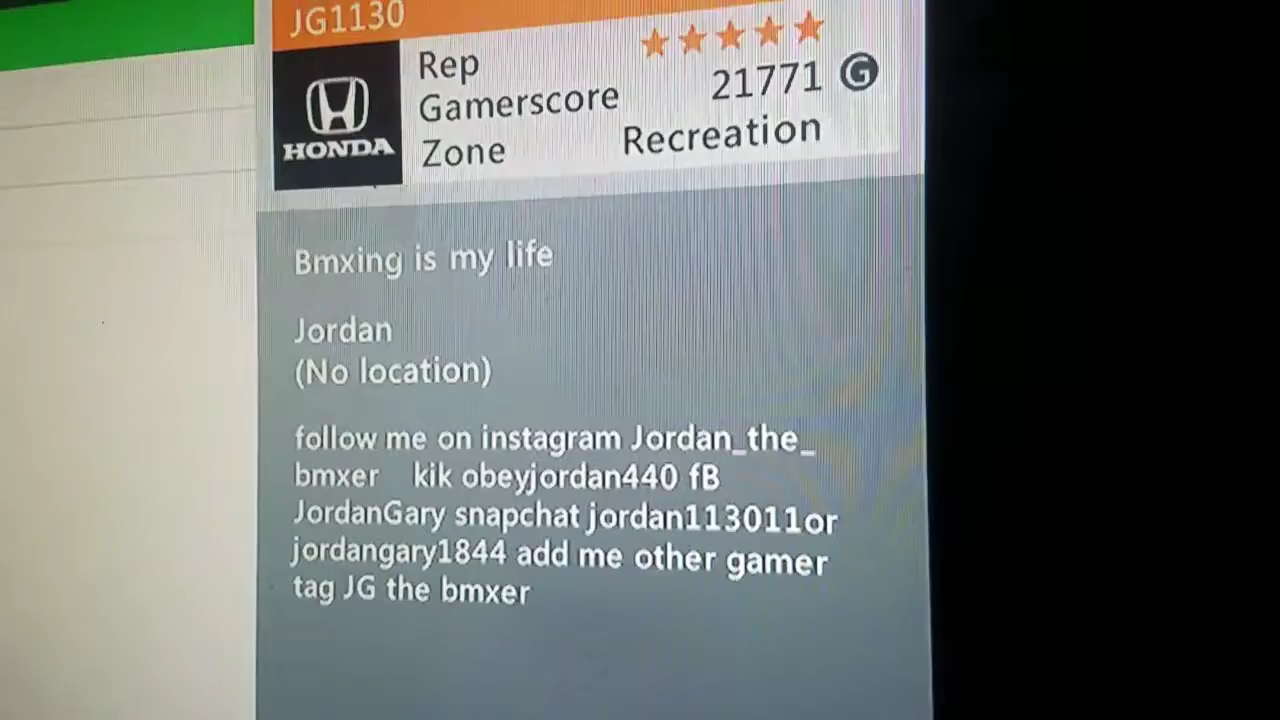 JG1130
HONDA
Rep
Gamerscore 21771 G
Zone Recreation
Bmxing is my life
Jordan
(No location)
follow me on instagram Jordan_the_
bmxer kik obeyjordan440 fB
JordanGary snapchat jordan113011or
jordangary1844 add me other gamer
tag JG the bmxer